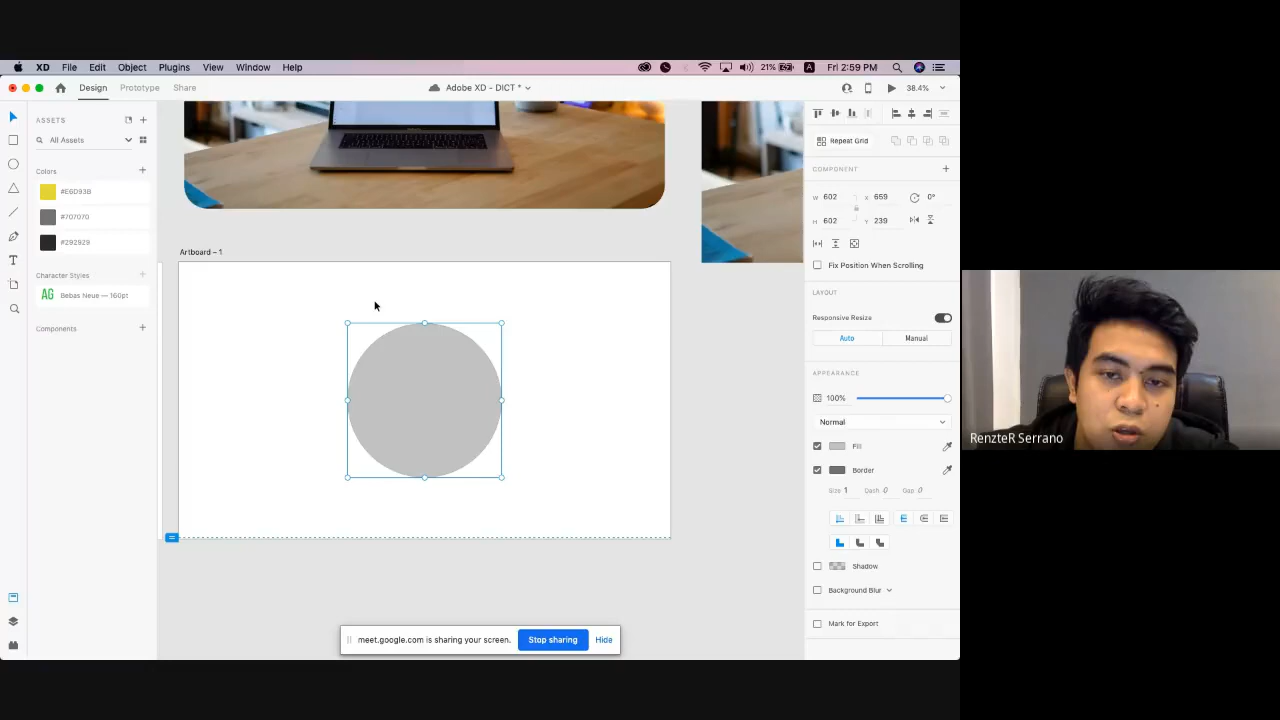 XD File Edit Object Plugins View Window Help 21% A Fri 2:59 PM
Design Prototype Share Adobe XD - DICT * 38.4%
ASSETS
All Assets
Colors
#E6D93B
#707070
#292929
Character Styles
AG Bebas Neue — 160pt
Components
Artboard – 1
Repeat Grid
COMPONENT
W 602 X 659 0°
H 602 Y 239
Fix Position When Scrolling
LAYOUT
Responsive Resize
Auto Manual
APPEARANCE
100%
Normal
Fill
Border
Size 1 Dash 0 Gap 0
Shadow
Background Blur
Mark for Export
meet.google.com is sharing your screen. Stop sharing Hide
RenzteR Serrano